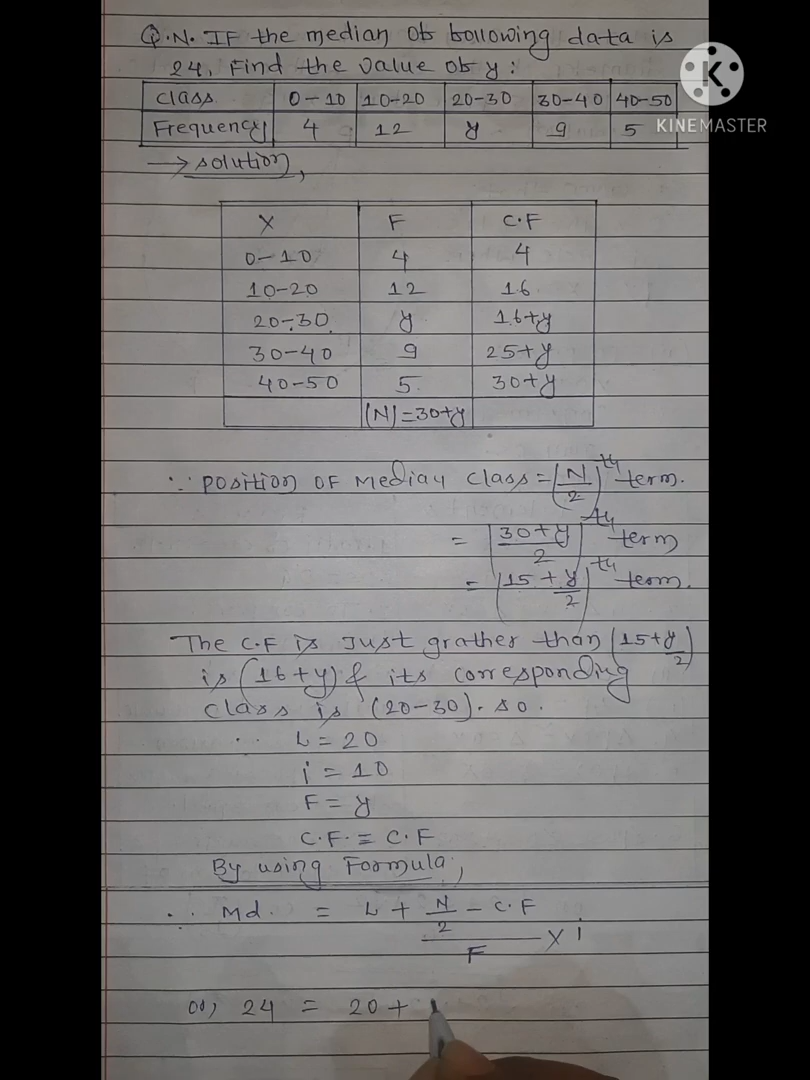 Q.N. IF the median ob bollowing data is
24, Find the value ob y :
Class 0-10 10-20 20-30 30-40 40-50
Frequency 4 12 y 9 5
KINEMASTER
→ solution,
X F C.F
0-10 4 4
10-20 12 16
20-30 y 16+y
30-40 9 25+y
40-50 5 30+y
(N)=30+y
∵ Position OF Median Class = (N/2)th term.
= (30+y/2)th term
= (15+y/2)th term.
The C.F is Just grather than (15+y/2)
is (16+y) & its corresponding
class is (20-30). so.
∴ L = 20
i = 10
F = y
C.F. = C.F
By using Formula,
∴ Md. = L + N/2 - C.F / F × i
or, 24 = 20 +